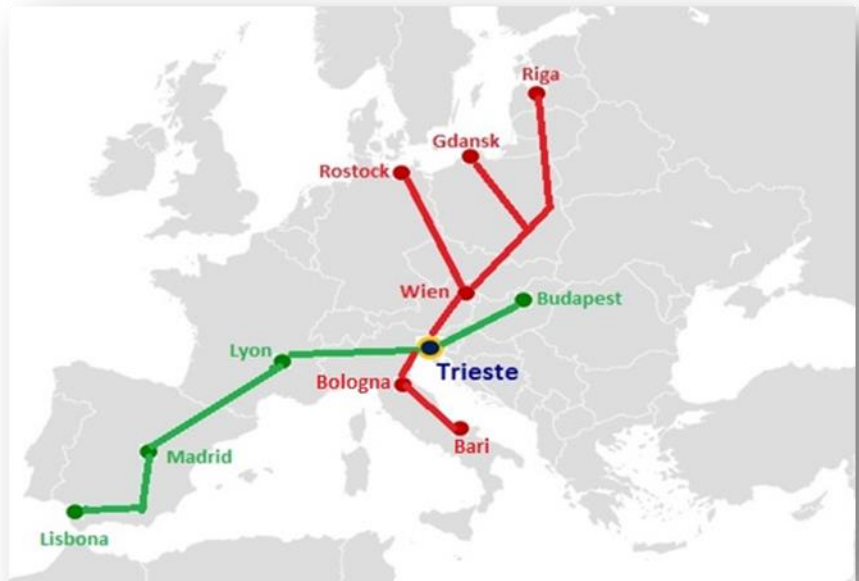 Riga
Gdansk
Rostock
Wien
Budapest
Lyon
Trieste
Bologna
Bari
Madrid
Lisbona